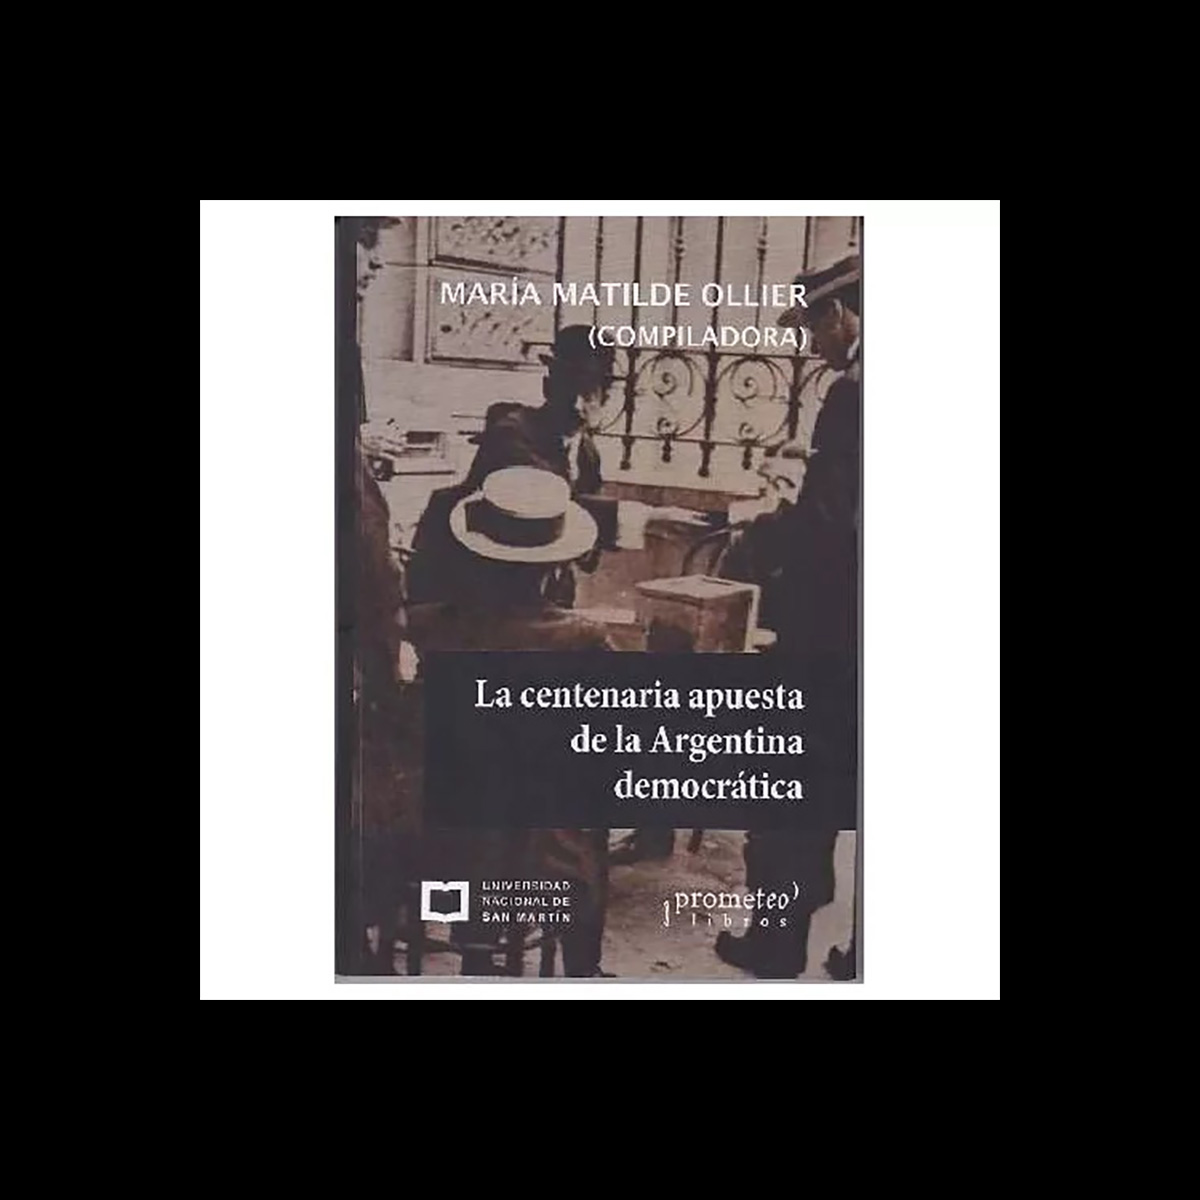 MARÍA MATILDE OLLIER
(COMPILADORA)
La centenaria apuesta
de la Argentina
democrática
UNIVERSIDAD
NACIONAL DE
SAN MARTÍN
prometeo
libros